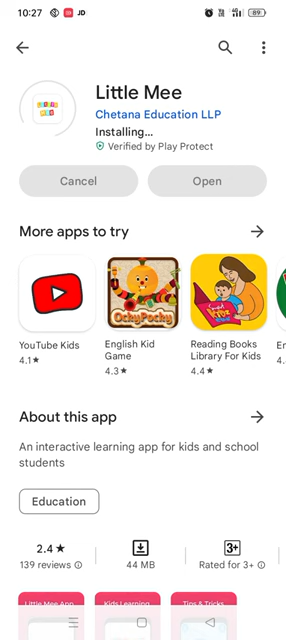 10:27
JD
89
Little Mee
Chetana Education LLP
Installing...
Verified by Play Protect
Cancel
Open
More apps to try
OchyPochy
YouTube Kids
4.1★
English Kid
Game
4.3★
Reading Books
Library For Kids
4.4★
En
4.
About this app
An interactive learning app for kids and school
students
Education
2.4★
139 reviews
44 MB
3+
Rated for 3+
Little Mee App
Kids Learning
Tips & Tricks